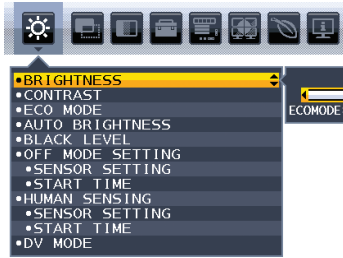 •BRIGHTNESS
•CONTRAST
•ECO MODE
•AUTO BRIGHTNESS
•BLACK LEVEL
•OFF MODE SETTING
•SENSOR SETTING
•START TIME
•HUMAN SENSING
•SENSOR SETTING
•START TIME
•DV MODE
ECOMODE